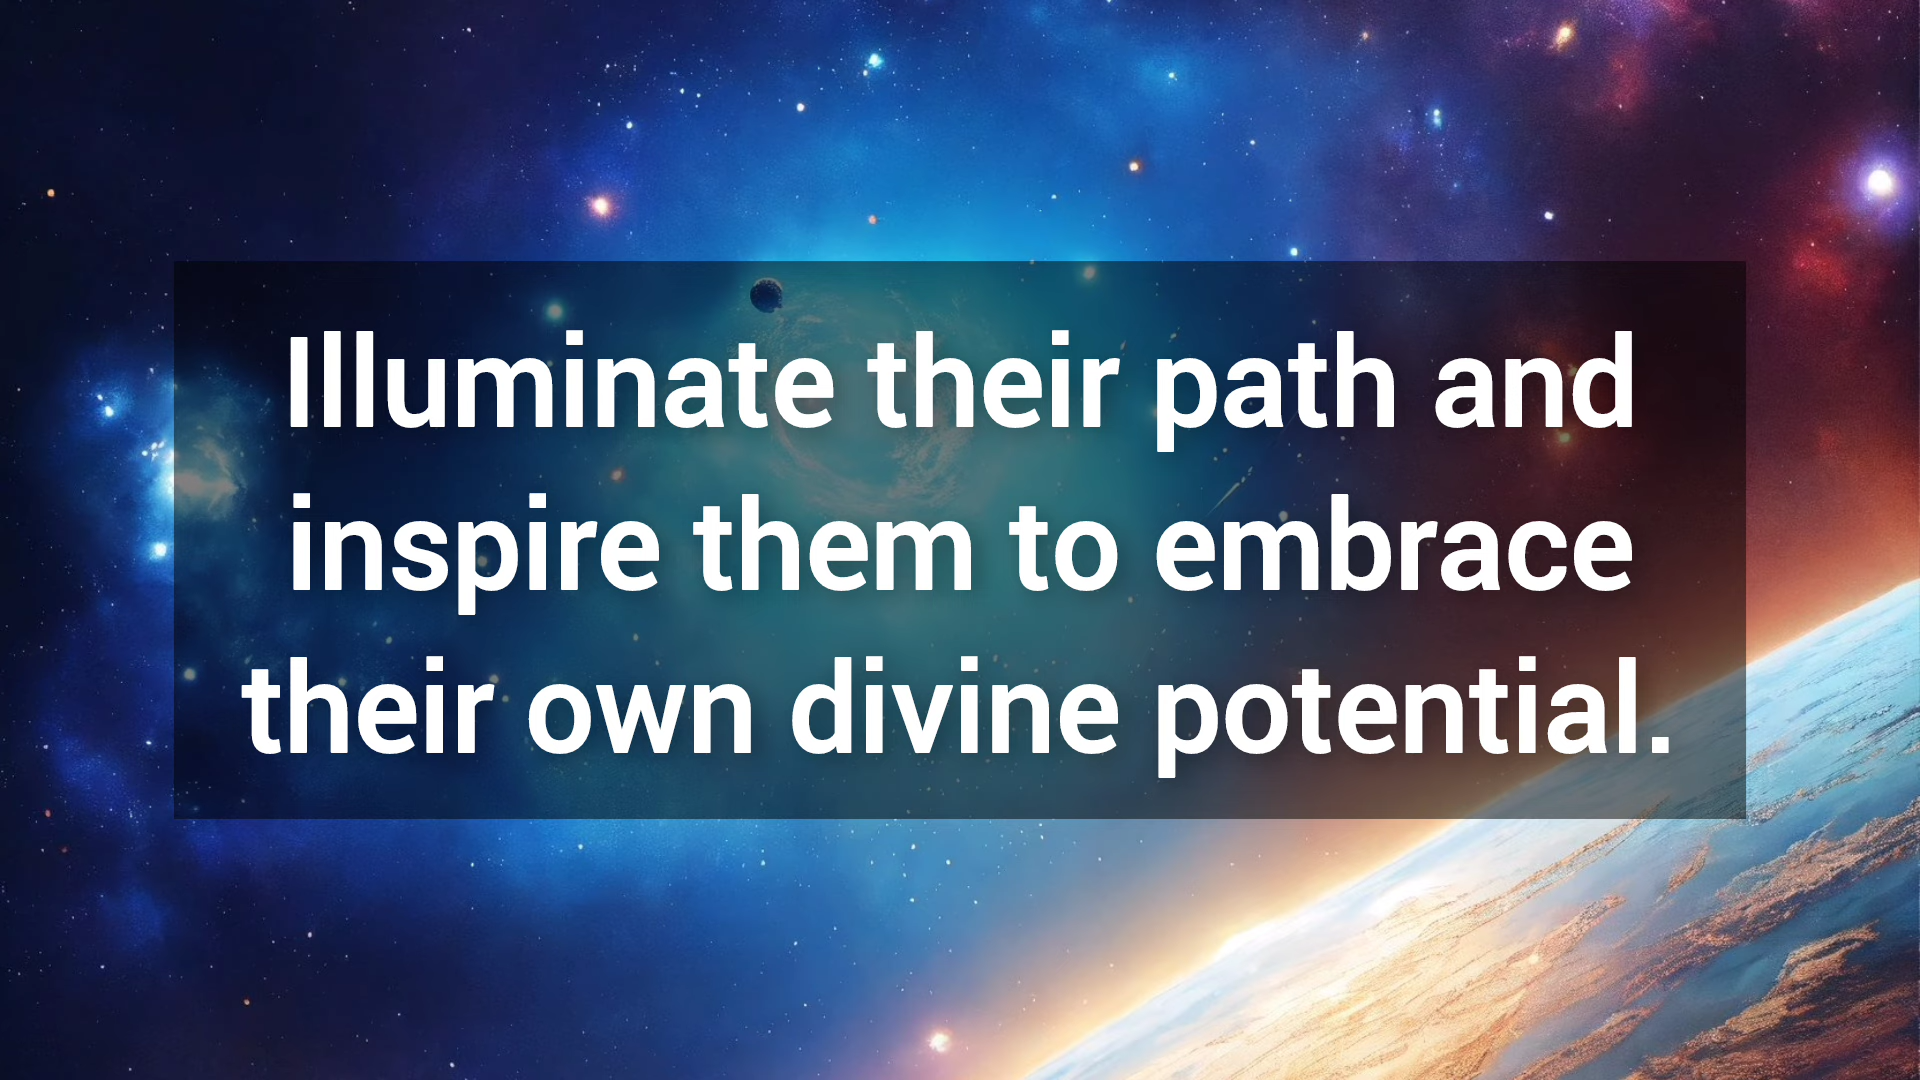 Illuminate their path and
inspire them to embrace
their own divine potential.